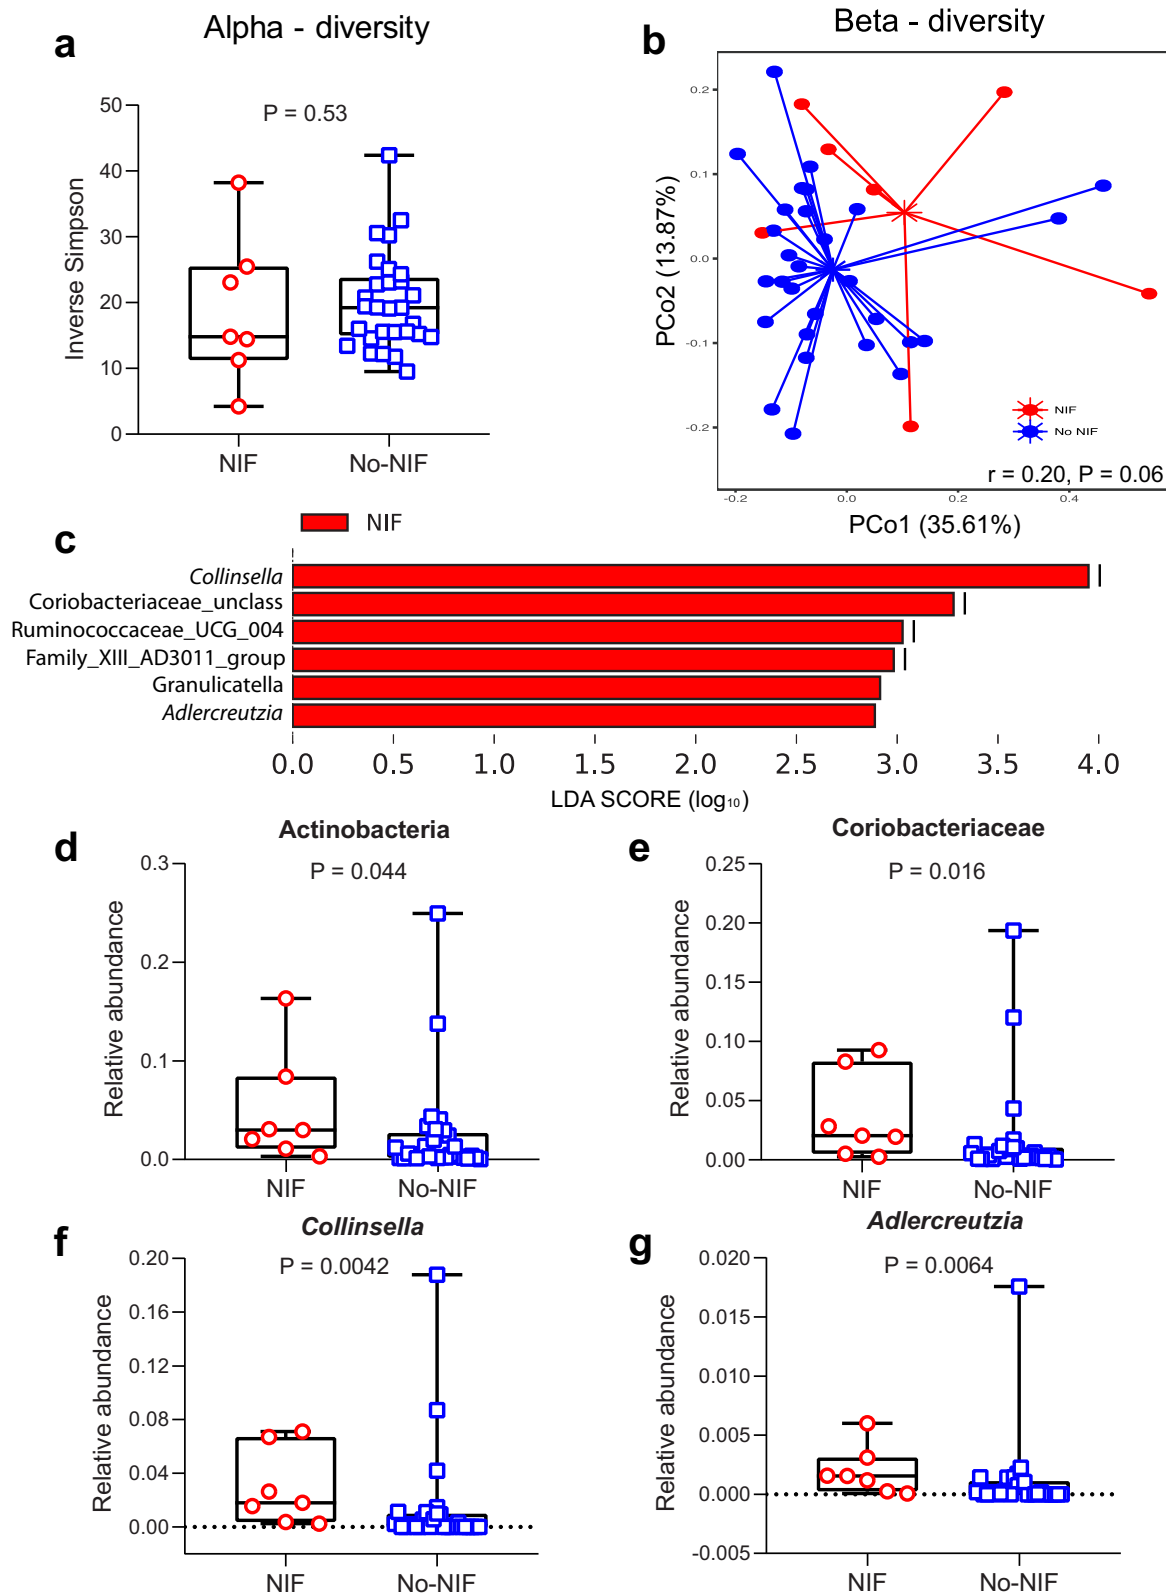 a
Alpha - diversity
P = 0.53
Inverse Simpson
50
40
30
20
10
0
NIF
No-NIF
b
Beta - diversity
PCo2 (13.87%)
0.2
0.1
0.0
-0.1
-0.2
NIF
No NIF
r = 0.20, P = 0.06
-0.2
0.0
0.2
0.4
PCo1 (35.61%)
c
NIF
Collinsella
Coriobacteriaceae_unclass
Ruminococcaceae_UCG_004
Family_XIII_AD3011_group
Granulicatella
Adlercreutzia
0.0
0.5
1.0
1.5
2.0
2.5
3.0
3.5
4.0
LDA SCORE (log₁₀)
d
Actinobacteria
P = 0.044
Relative abundance
0.3
0.2
0.1
0.0
NIF
No-NIF
e
Coriobacteriaceae
P = 0.016
Relative abundance
0.25
0.20
0.15
0.10
0.05
0.00
NIF
No-NIF
f
Collinsella
P = 0.0042
Relative abundance
0.20
0.16
0.12
0.08
0.04
0.00
NIF
No-NIF
g
Adlercreutzia
P = 0.0064
Relative abundance
0.020
0.015
0.010
0.005
0.000
-0.005
NIF
No-NIF